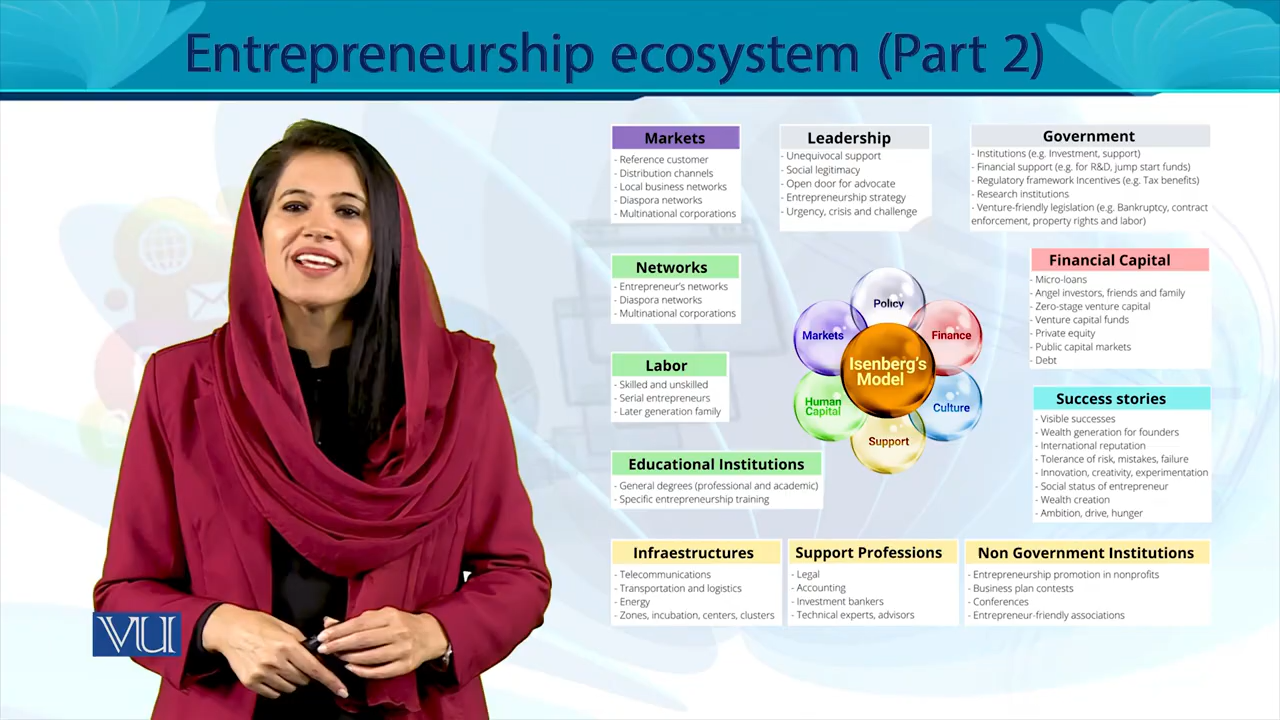 Entrepreneurship ecosystem (Part 2)
Markets
- Reference customer
- Distribution channels
- Local business networks
- Diaspora networks
- Multinational corporations
Leadership
- Unequivocal support
- Social legitimacy
- Open door for advocate
- Entrepreneurship strategy
- Urgency, crisis and challenge
Government
- Institutions (e.g. Investment, support)
- Financial support (e.g. for R&D, jump start funds)
- Regulatory framework Incentives (e.g. Tax benefits)
- Research institutions
- Venture-friendly legislation (e.g. Bankruptcy, contract
enforcement, property rights and labor)
Networks
- Entrepreneur's networks
- Diaspora networks
- Multinational corporations
Financial Capital
- Micro-loans
- Angel investors, friends and family
- Zero-stage venture capital
- Venture capital funds
- Private equity
- Public capital markets
- Debt
Policy
Markets
Finance
Isenberg's
Model
Human
Capital
Culture
Support
Labor
- Skilled and unskilled
- Serial entrepreneurs
- Later generation family
Success stories
- Visible successes
- Wealth generation for founders
- International reputation
- Tolerance of risk, mistakes, failure
- Innovation, creativity, experimentation
- Social status of entrepreneur
- Wealth creation
- Ambition, drive, hunger
Educational Institutions
- General degrees (professional and academic)
- Specific entrepreneurship training
Infraestructures
- Telecommunications
- Transportation and logistics
- Energy
- Zones, incubation, centers, clusters
Support Professions
- Legal
- Accounting
- Investment bankers
- Technical experts, advisors
Non Government Institutions
- Entrepreneurship promotion in nonprofits
- Business plan contests
- Conferences
- Entrepreneur-friendly associations
VU